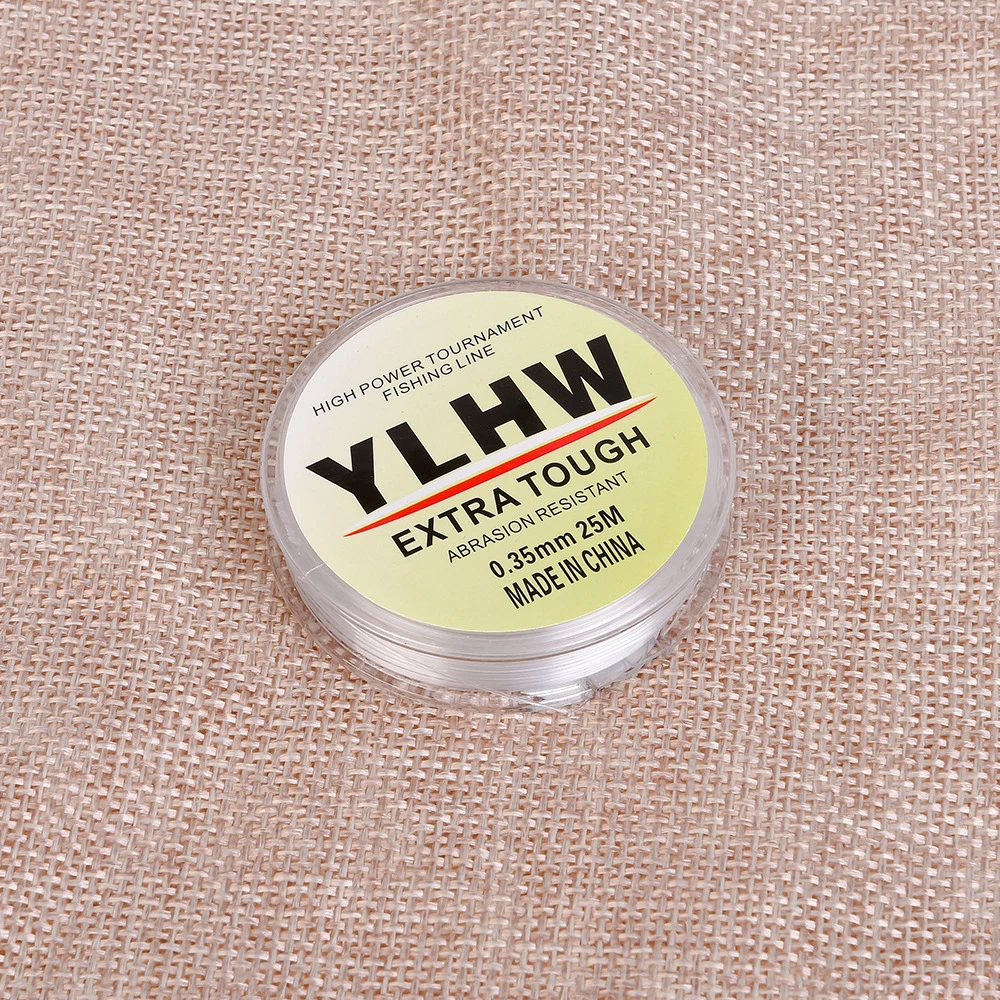 HIGH POWER TOURNAMENT
FISHING LINE
YLHW
EXTRA TOUGH
ABRASION RESISTANT
0.35mm 25M
MADE IN CHINA